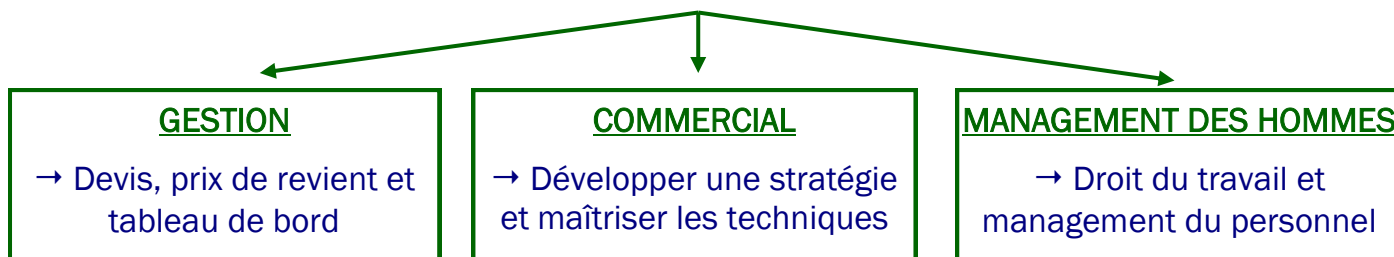 GESTION
→ Devis, prix de revient et
tableau de bord
COMMERCIAL
→ Développer une stratégie
et maîtriser les techniques
MANAGEMENT DES HOMMES
→ Droit du travail et
management du personnel